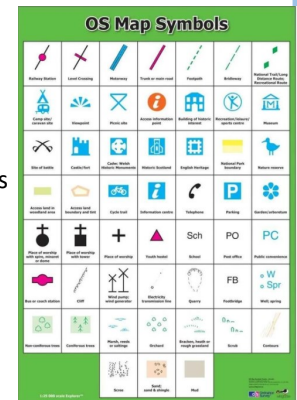 OS Map Symbols
Railway Station
Level Crossing
Motorway
Trunk or main road
Footpath
Bridleway
National Trail/Long
Distance Route;
Recreational Route
Camp site/
caravan site
Viewpoint
Picnic site
Access information
point
Building of historic
interest
Recreation/leisure/
sports centre
Museum
Site of battle
Castle/fort
Cadw: Welsh
Historic Monuments
Historic Scotland
English Heritage
National Park
boundary
Nature reserve
Access land in
woodland area
Access land
boundary and tint
Cycle trail
Information centre
Telephone
Parking
Garden/arboretum
Sch
PO
PC
Place of worship
with spire, minaret
or dome
Place of worship
with tower
Place of worship
Youth hostel
School
Post office
Public convenience
FB
W
Spr
Bus or coach station
Cliff
Wind pump;
wind generator
Electricity
transmission line
Quarry
Footbridge
Well; spring
Non-coniferous trees
Coniferous trees
Marsh, reeds
or saltings
Orchard
Bracken, heath or
rough grassland
Scrub
Contours
Scree
Sand;
sand & shingle
Mud
s